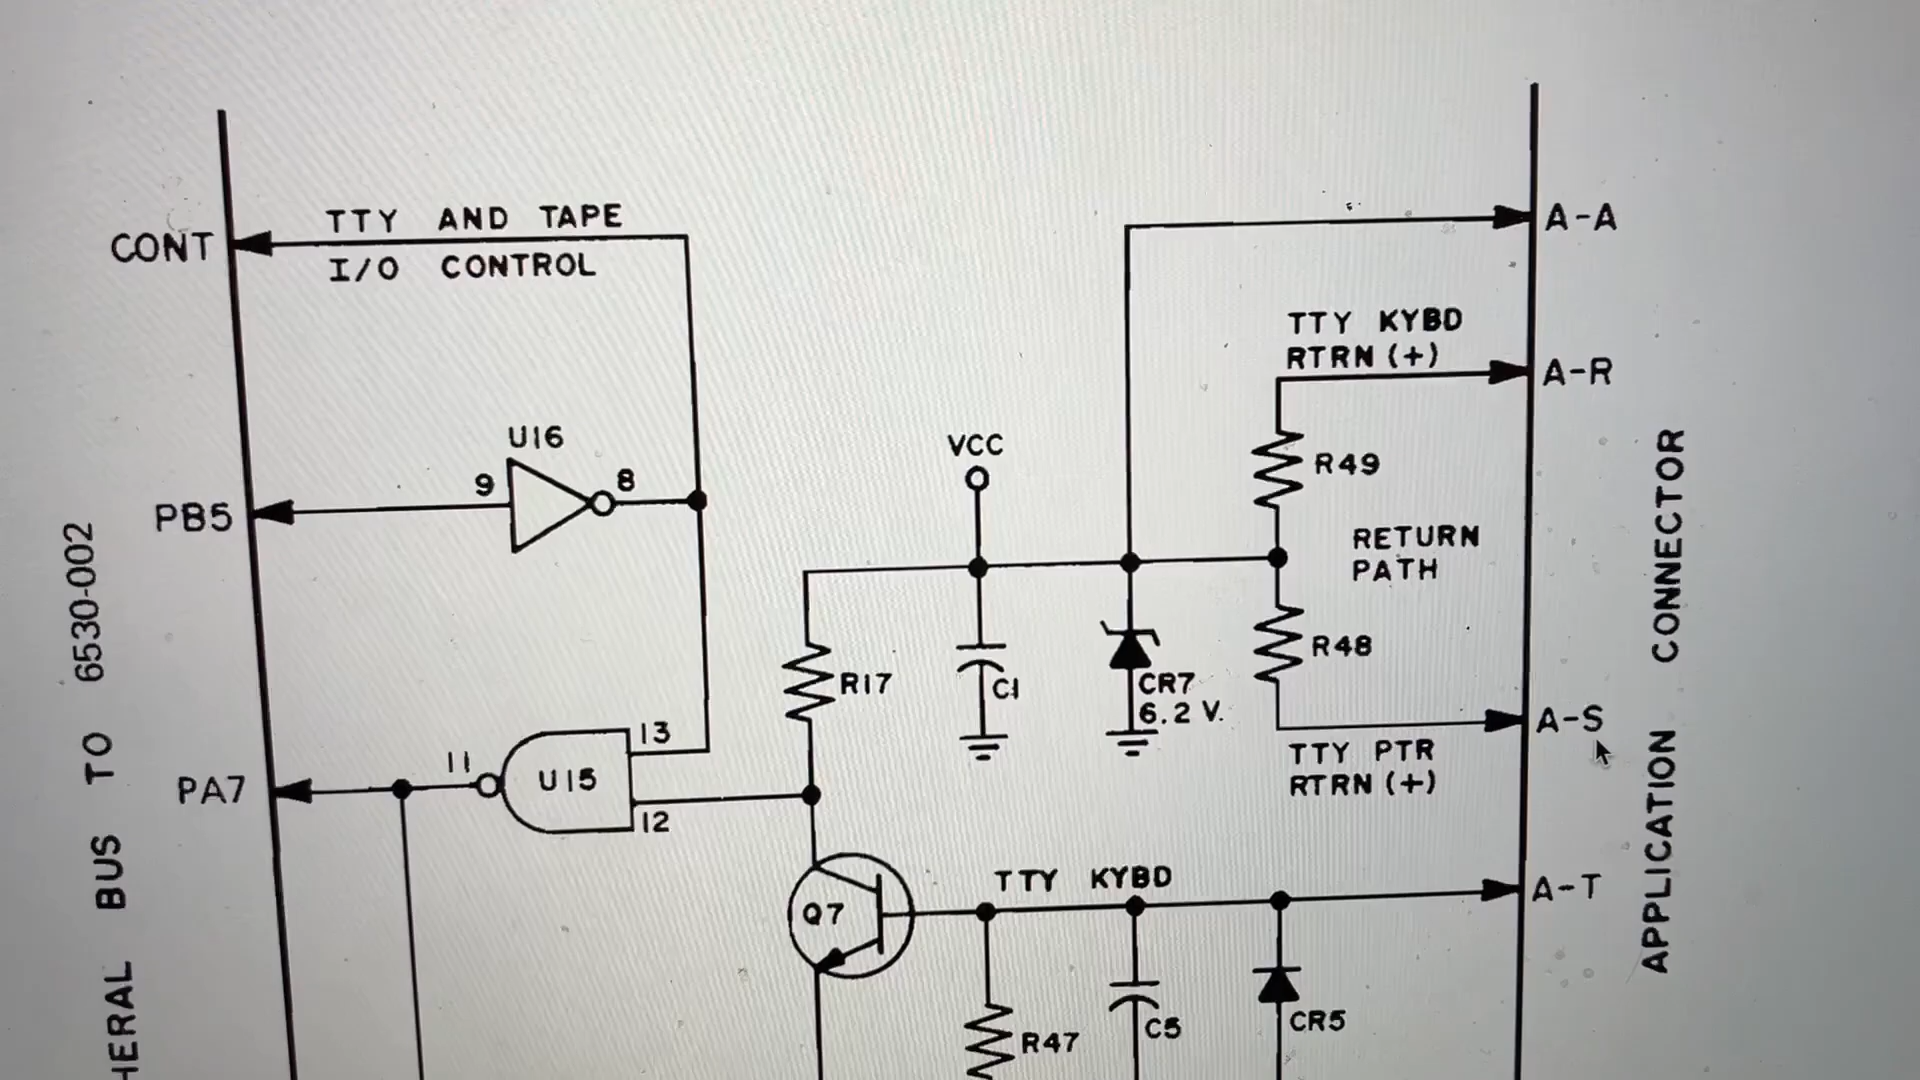 TTY AND TAPE
I/O CONTROL
CONT
A-A
TTY KYBD
RTRN (+)
A-R
U16
9
8
VCC
R49
PB5
RETURN
PATH
R48
R17
C1
CR7
6.2 V.
A-S
TTY PTR
RTRN (+)
13
11
U15
12
PA7
TTY KYBD
A-T
Q7
R47
C5
CR5
HERAL BUS TO 6530-002
APPLICATION CONNECTOR